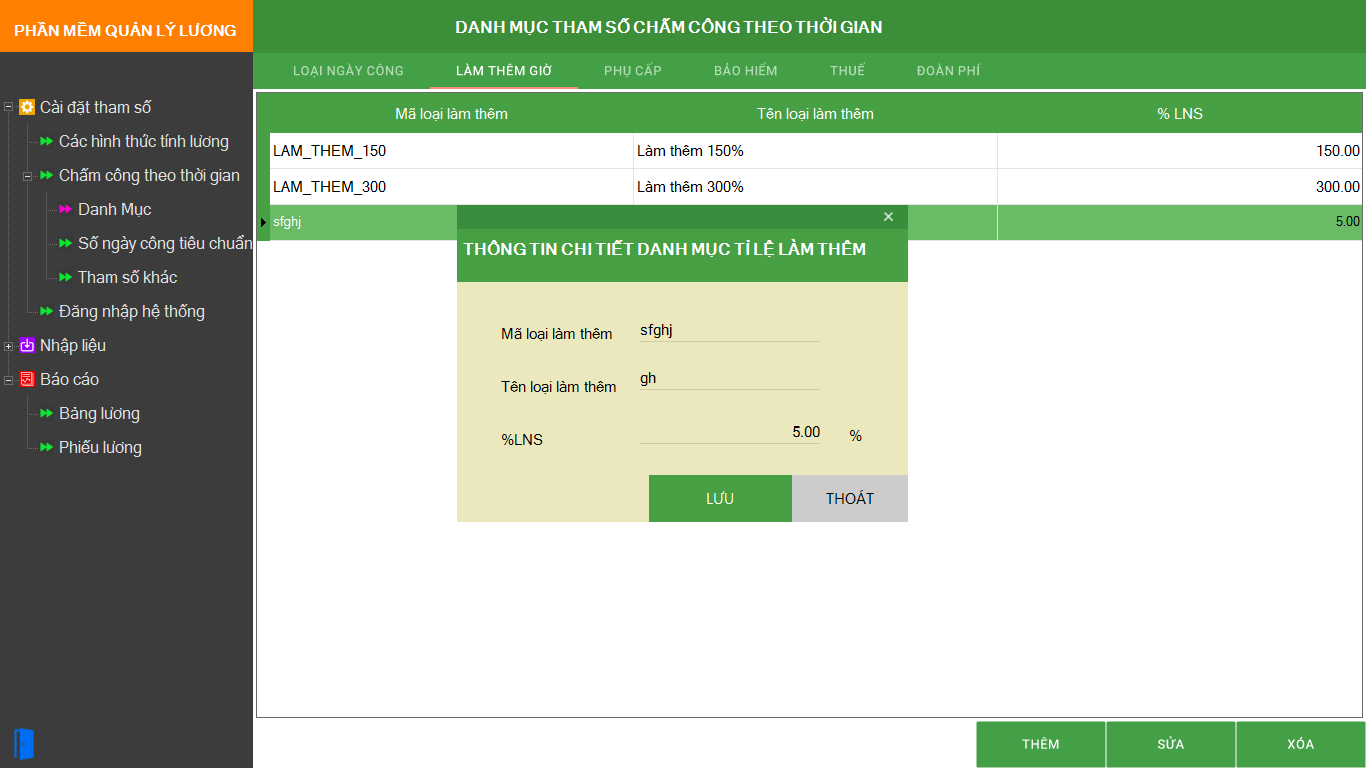 PHẦN MỀM QUẢN LÝ LƯƠNG
DANH MỤC THAM SỐ CHẤM CÔNG THEO THỜI GIAN
LOẠI NGÀY CÔNG
LÀM THÊM GIỜ
PHỤ CẤP
BẢO HIỂM
THUẾ
ĐOÀN PHÍ
Cài đặt tham số
Các hình thức tính lương
Chấm công theo thời gian
Danh Mục
Số ngày công tiêu chuẩn
Tham số khác
Đăng nhập hệ thống
Nhập liệu
Báo cáo
Bảng lương
Phiếu lương
Mã loại làm thêm Tên loại làm thêm % LNS
LAM_THEM_150 Làm thêm 150% 150.00
LAM_THEM_300 Làm thêm 300% 300.00
sfghj 5.00
THÔNG TIN CHI TIẾT DANH MỤC TỈ LỆ LÀM THÊM
Mã loại làm thêm sfghj
Tên loại làm thêm gh
%LNS 5.00 %
LƯU
THOÁT
THÊM
SỬA
XÓA